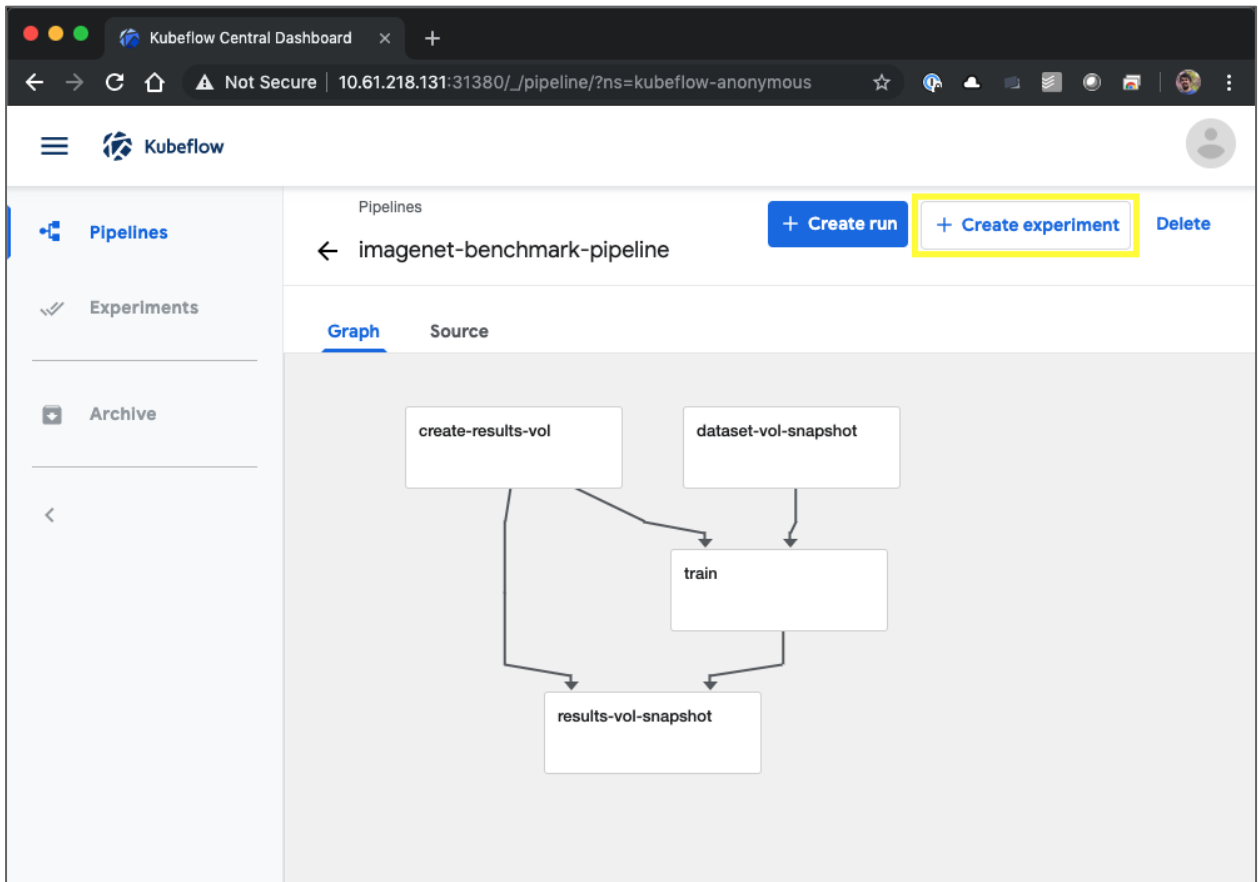 Kubeflow Central Dashboard
Not Secure | 10.61.218.131:31380/_/pipeline/?ns=kubeflow-anonymous
Kubeflow
Pipelines
Experiments
Archive
Pipelines
imagenet-benchmark-pipeline
+ Create run
+ Create experiment
Delete
Graph
Source
create-results-vol
dataset-vol-snapshot
train
results-vol-snapshot